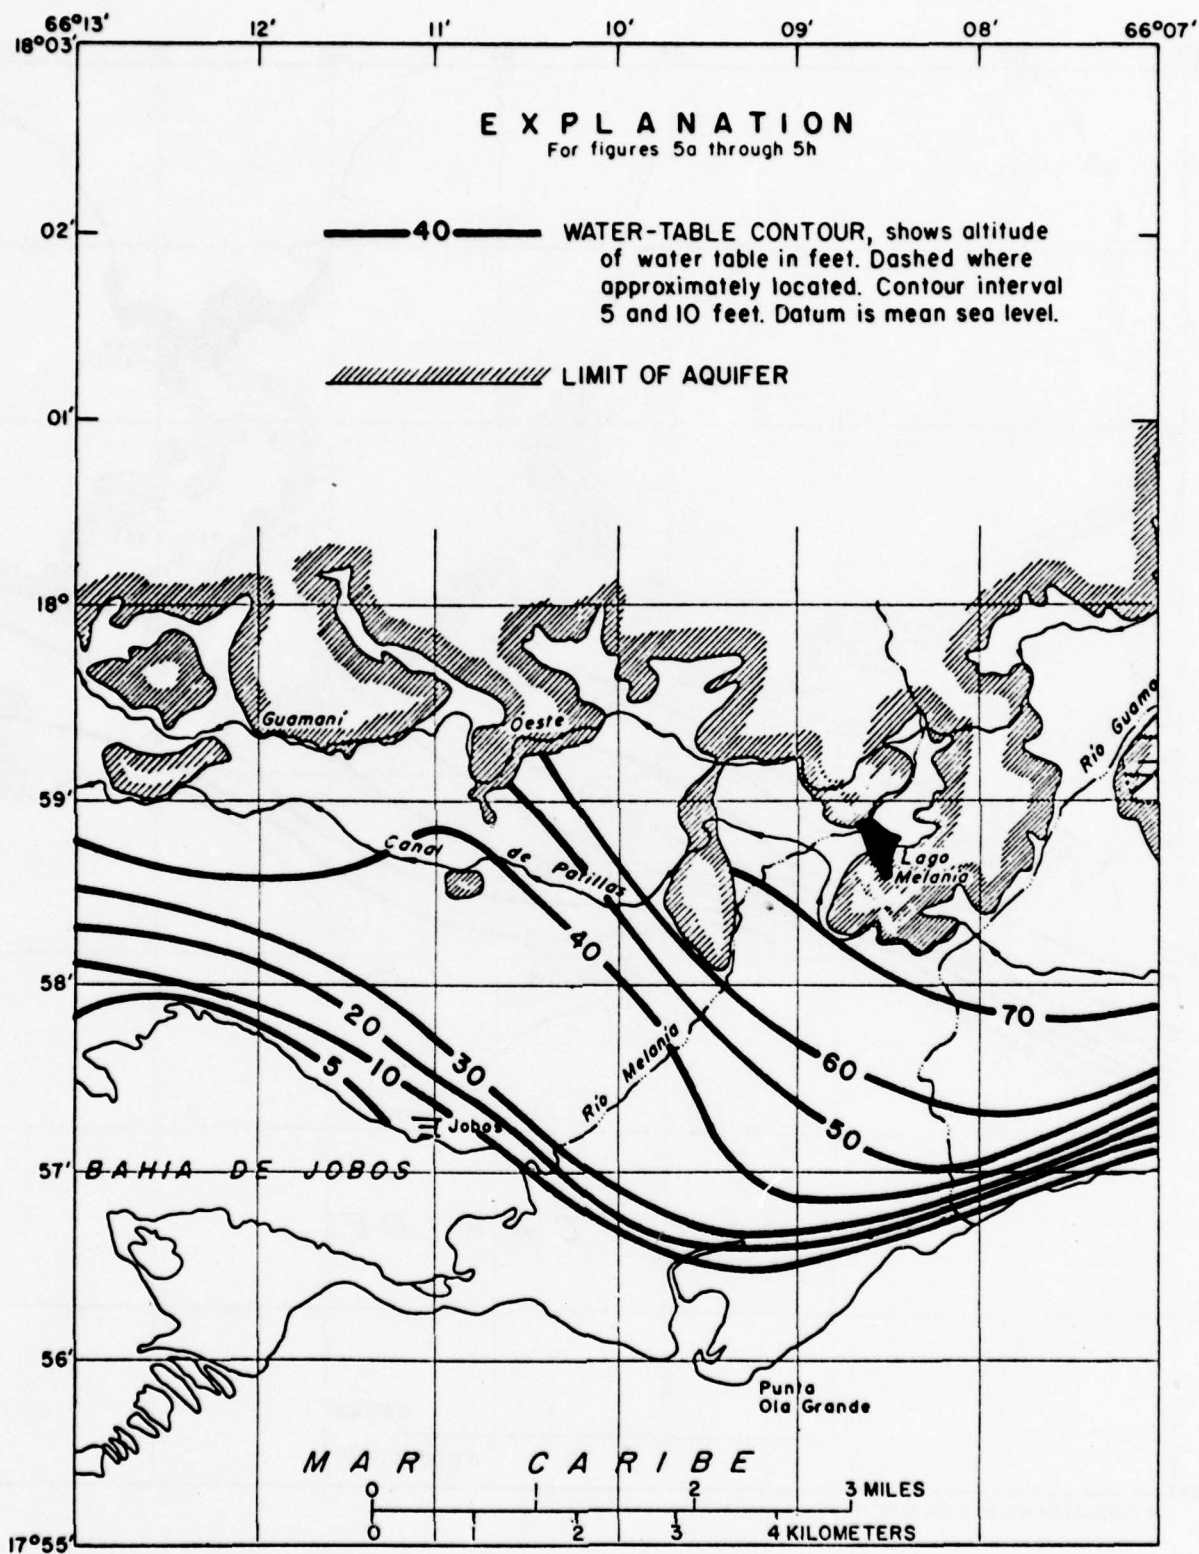 66°13' 12' 11' 10' 09' 08' 66°07'
18°03'
EXPLANATION
For figures 5a through 5h
02'
40
WATER-TABLE CONTOUR, shows altitude
of water table in feet. Dashed where
approximately located. Contour interval
5 and 10 feet. Datum is mean sea level.
LIMIT OF AQUIFER
01'
18°
Guamaní
Oeste
Río Guama
59'
Canal
de Patillas
Lago
Melania
40
58'
70
20
30
60
5
10
Río Melania
50
Jobos
57'
BAHIA DE JOBOS
56'
Punta
Ola Grande
MAR CARIBE
0 2 3 MILES
0 1 2 3 4 KILOMETERS
17°55'